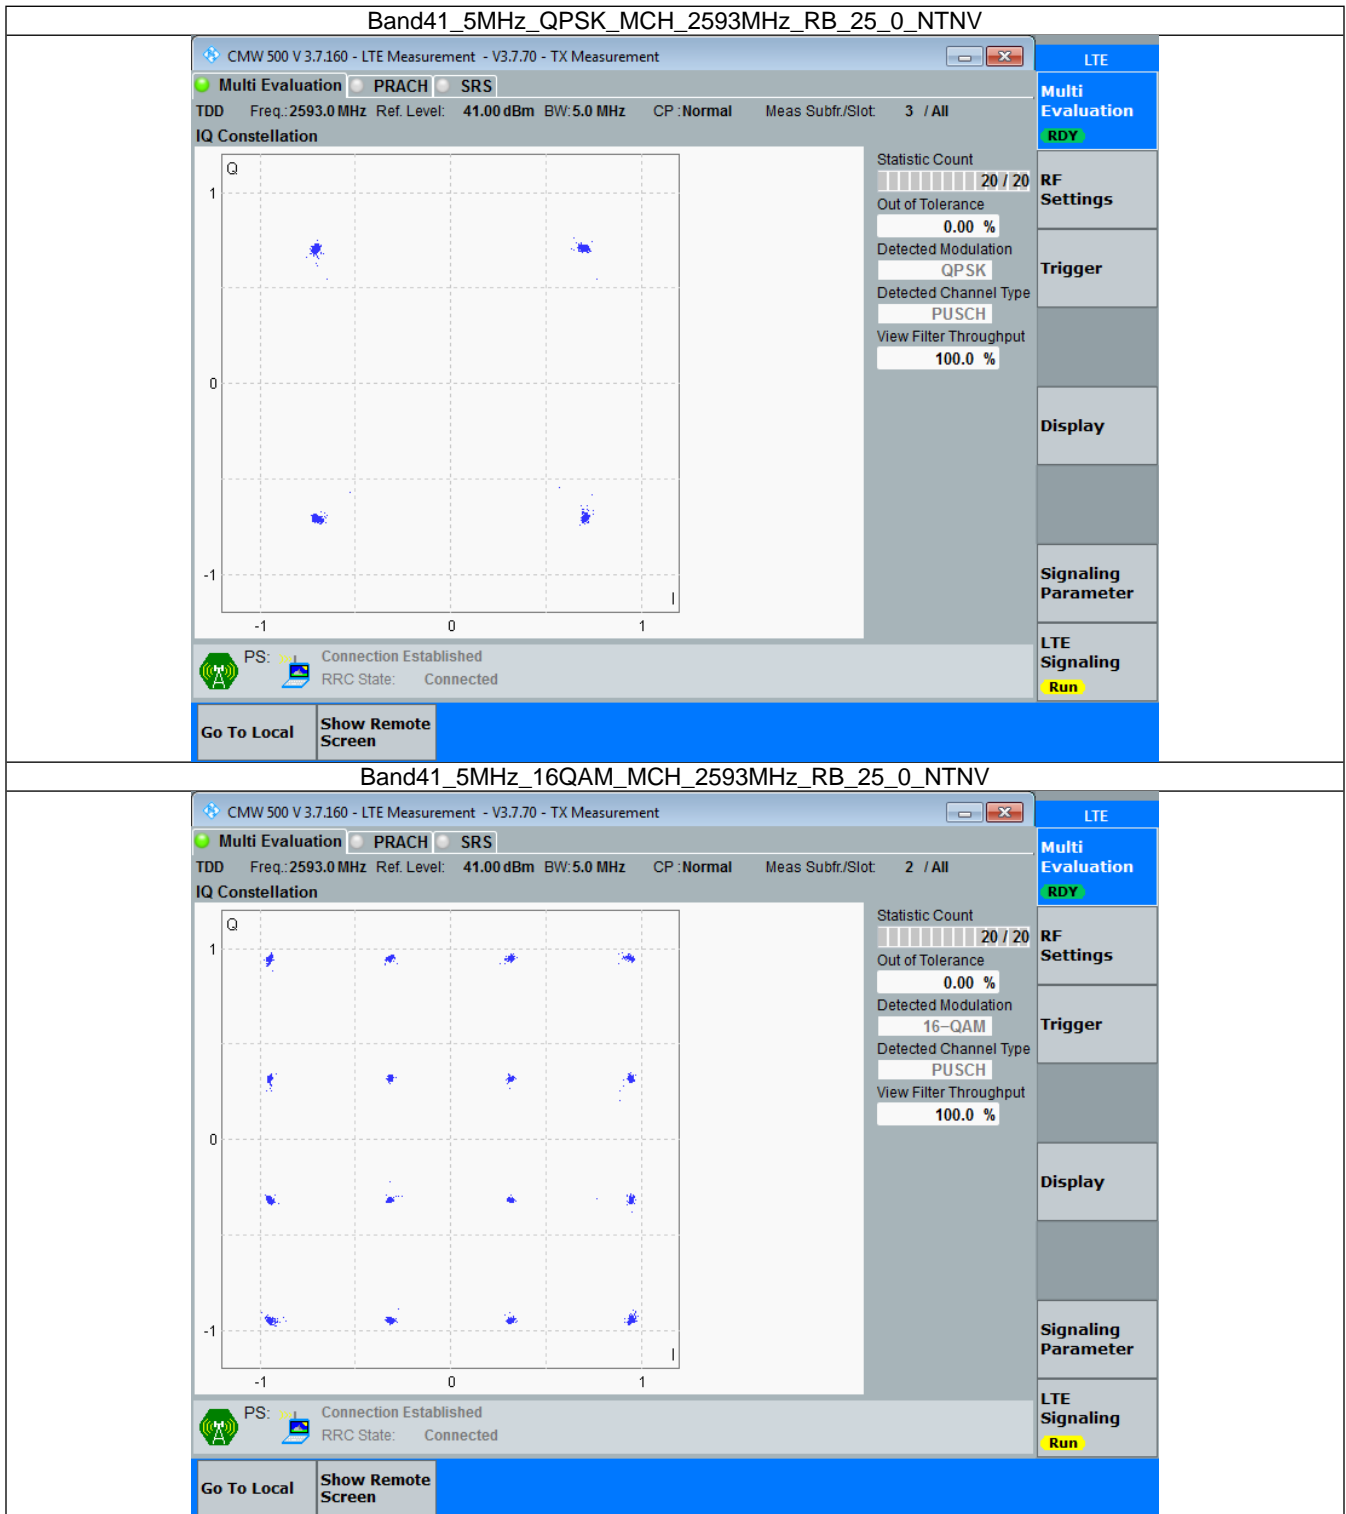 Band41_5MHz_QPSK_MCH_2593MHz_RB_25_0_NTNV
CMW 500 V 3.7.160 - LTE Measurement - V3.7.70 - TX Measurement
LTE
Multi Evaluation PRACH SRS
TDD Freq.: 2593.0 MHz Ref. Level: 41.00 dBm BW: 5.0 MHz CP : Normal Meas Subfr./Slot: 3 / All
IQ Constellation
Multi
Evaluation
RDY
Q
1
0
-1
I
-1 0 1
Statistic Count
20 / 20
Out of Tolerance
0.00 %
Detected Modulation
QPSK
Detected Channel Type
PUSCH
View Filter Throughput
100.0 %
RF
Settings
Trigger
Display
Signaling
Parameter
LTE
Signaling
Run
PS: Connection Established
RRC State: Connected
Go To Local
Show Remote
Screen
Band41_5MHz_16QAM_MCH_2593MHz_RB_25_0_NTNV
CMW 500 V 3.7.160 - LTE Measurement - V3.7.70 - TX Measurement
LTE
Multi Evaluation PRACH SRS
TDD Freq.: 2593.0 MHz Ref. Level: 41.00 dBm BW: 5.0 MHz CP : Normal Meas Subfr./Slot: 2 / All
IQ Constellation
Multi
Evaluation
RDY
Q
1
0
-1
I
-1 0 1
Statistic Count
20 / 20
Out of Tolerance
0.00 %
Detected Modulation
16-QAM
Detected Channel Type
PUSCH
View Filter Throughput
100.0 %
RF
Settings
Trigger
Display
Signaling
Parameter
LTE
Signaling
Run
PS: Connection Established
RRC State: Connected
Go To Local
Show Remote
Screen